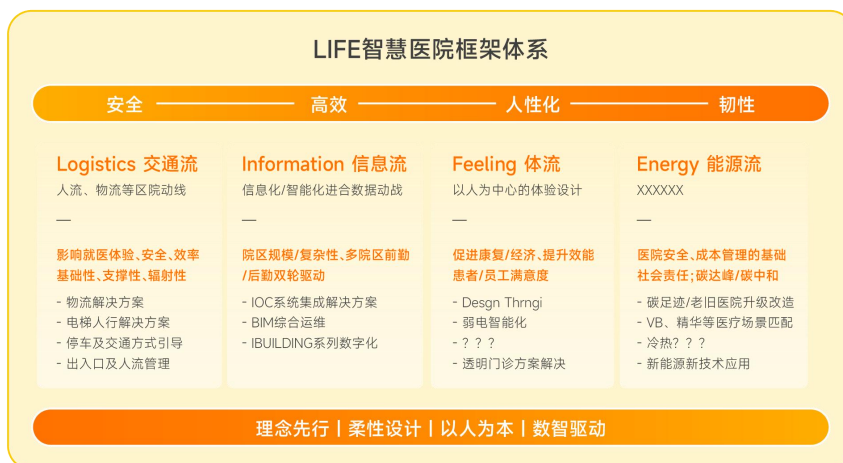 LIFE智慧医院框架体系
安全 高效 人性化 韧性
Logistics 交通流
人流、物流等区院动线
—
影响就医体验、安全、效率
基础性、支撑性、辐射性
- 物流解决方案
- 电梯人行解决方案
- 停车及交通方式引导
- 出入口及人流管理
Information 信息流
信息化/智能化进合数据动战
—
院区规模/复杂性、多院区前勤
/后勤双轮驱动
- IOC系统集成解决方案
- BIM综合运维
- IBUILDING系列数字化
Feeling 体流
以人为中心的体验设计
—
促进康复/经济、提升效能
患者/员工满意度
- Desgn Thrngi
- 弱电智能化
- ？？？
- 透明门诊方案解决
Energy 能源流
XXXXXX
—
医院安全、成本管理的基础
社会责任；碳达峰/碳中和
- 碳足迹/老旧医院升级改造
- VB、精华等医疗场景匹配
- 冷热？？？
- 新能源新技术应用
理念先行丨柔性设计丨以人为本丨数智驱动